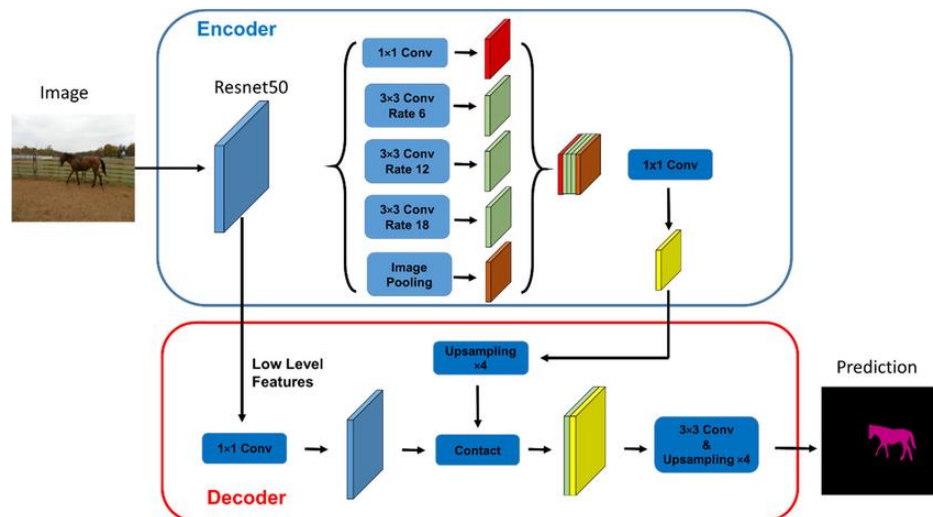 Encoder
Image
Resnet50
1×1 Conv
3×3 Conv
Rate 6
3×3 Conv
Rate 12
3×3 Conv
Rate 18
Image
Pooling
1x1 Conv
Low Level
Features
Upsampling
×4
Prediction
1×1 Conv
Contact
3×3 Conv
&
Upsampling ×4
Decoder